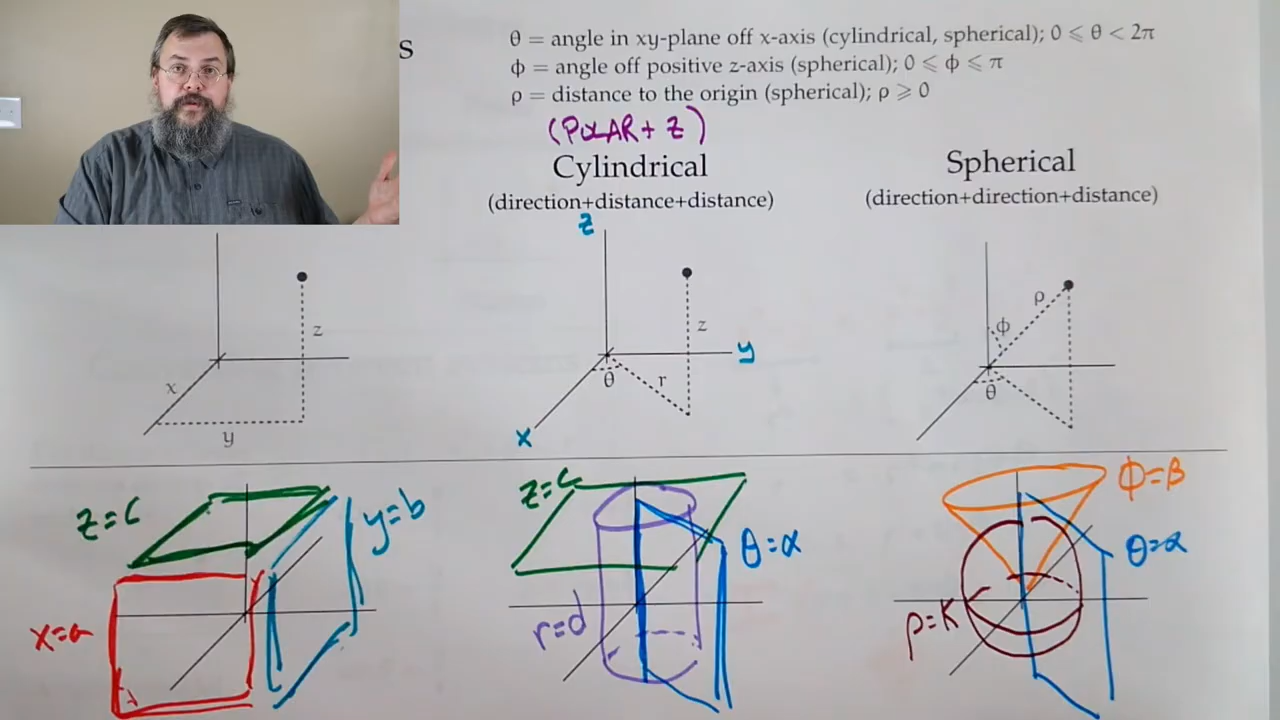 s
θ = angle in xy-plane off x-axis (cylindrical, spherical); 0 ⩽ θ < 2π
ϕ = angle off positive z-axis (spherical); 0 ⩽ ϕ ⩽ π
ρ = distance to the origin (spherical); ρ ⩾ 0
(POLAR + Z)
Cylindrical
(direction+distance+distance)
Spherical
(direction+direction+distance)
z
x
y
z
z
θ
r
y
x
ρ
ϕ
θ
z=c
y=b
x=a
z=c
θ=α
r=d
ϕ=β
θ=α
ρ=K